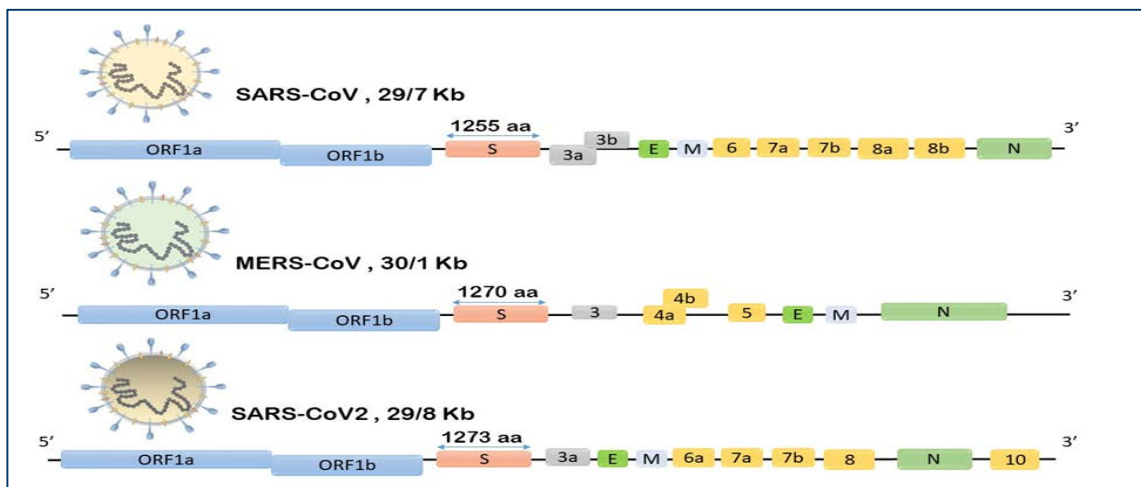 SARS-CoV , 29/7 Kb
5′ 1255 aa 3′
ORF1a ORF1b S 3a 3b E M 6 7a 7b 8a 8b N
MERS-CoV , 30/1 Kb
5′ 1270 aa 3′
ORF1a ORF1b S 3 4a 4b 5 E M N
SARS-CoV2 , 29/8 Kb
5′ 1273 aa 3′
ORF1a ORF1b S 3a E M 6a 7a 7b 8 N 10